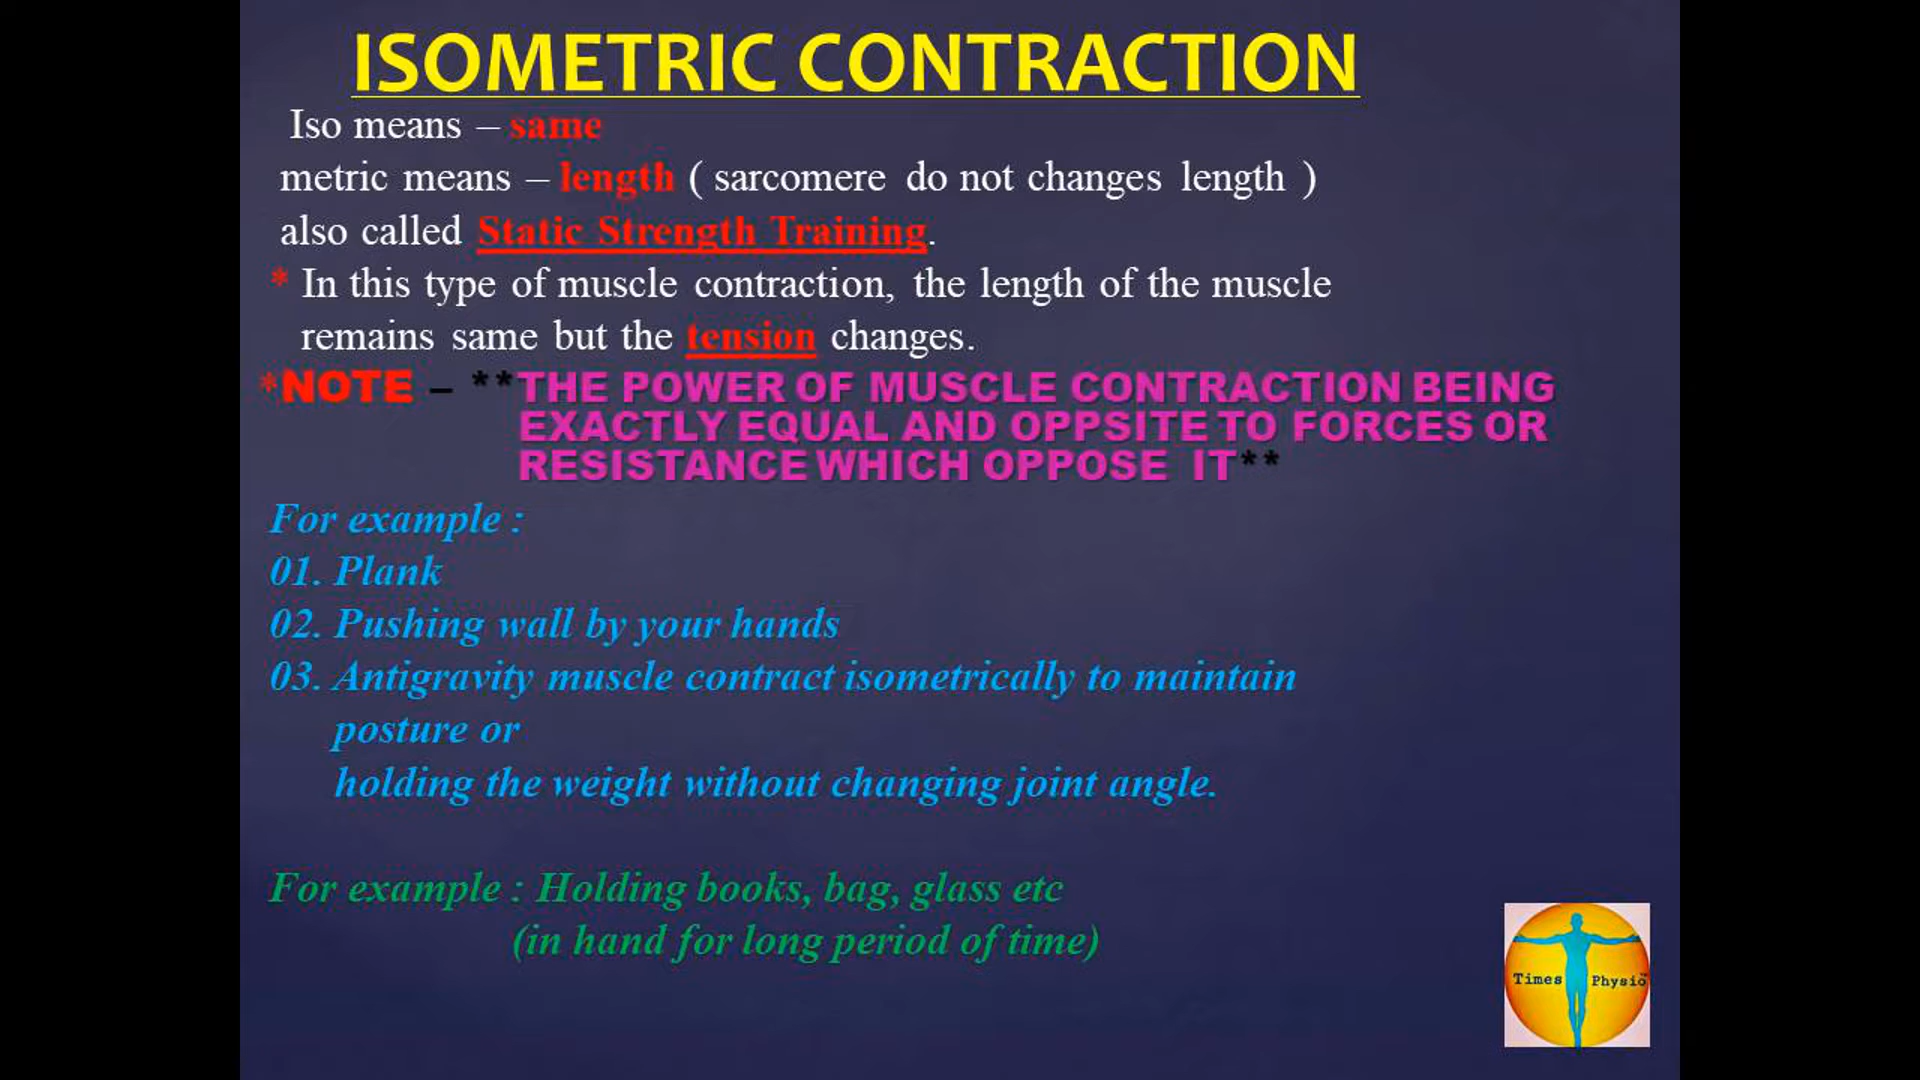 ISOMETRIC CONTRACTION
Iso means – same
metric means – length ( sarcomere do not changes length )
also called Static Strength Training.
* In this type of muscle contraction, the length of the muscle
remains same but the tension changes.
*NOTE – **THE POWER OF MUSCLE CONTRACTION BEING
EXACTLY EQUAL AND OPPSITE TO FORCES OR
RESISTANCE WHICH OPPOSE IT**
For example :
01. Plank
02. Pushing wall by your hands
03. Antigravity muscle contract isometrically to maintain
posture or
holding the weight without changing joint angle.
For example : Holding books, bag, glass etc
(in hand for long period of time)
Times Physio